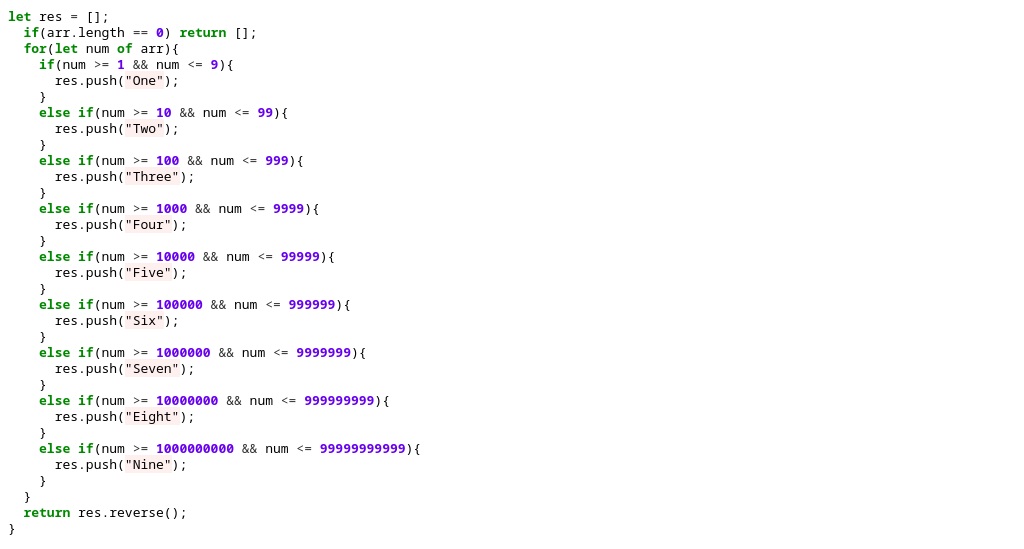 let res = [];
  if(arr.length == 0) return [];
  for(let num of arr){
    if(num >= 1 && num <= 9){
      res.push("One");
    }
    else if(num >= 10 && num <= 99){
      res.push("Two");
    }
    else if(num >= 100 && num <= 999){
      res.push("Three");
    }
    else if(num >= 1000 && num <= 9999){
      res.push("Four");
    }
    else if(num >= 10000 && num <= 99999){
      res.push("Five");
    }
    else if(num >= 100000 && num <= 999999){
      res.push("Six");
    }
    else if(num >= 1000000 && num <= 9999999){
      res.push("Seven");
    }
    else if(num >= 10000000 && num <= 999999999){
      res.push("Eight");
    }
    else if(num >= 1000000000 && num <= 99999999999){
      res.push("Nine");
    }
  }
  return res.reverse();
}